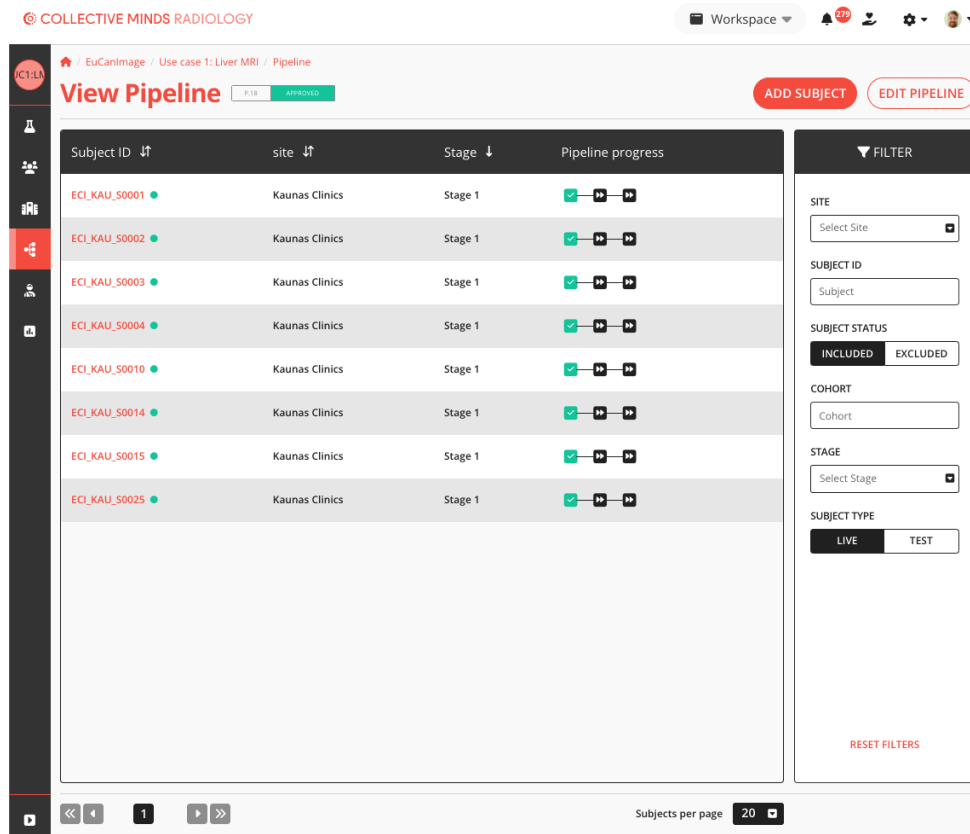 COLLECTIVE MINDS RADIOLOGY
Workspace
279
EuCanImage / Use case 1: Liver MRI / Pipeline
View Pipeline
P.18 APPROVED
ADD SUBJECT
EDIT PIPELINE
Subject ID site Stage Pipeline progress
ECI_KAU_S0001 Kaunas Clinics Stage 1
ECI_KAU_S0002 Kaunas Clinics Stage 1
ECI_KAU_S0003 Kaunas Clinics Stage 1
ECI_KAU_S0004 Kaunas Clinics Stage 1
ECI_KAU_S0010 Kaunas Clinics Stage 1
ECI_KAU_S0014 Kaunas Clinics Stage 1
ECI_KAU_S0015 Kaunas Clinics Stage 1
ECI_KAU_S0025 Kaunas Clinics Stage 1
FILTER
SITE
Select Site
SUBJECT ID
Subject
SUBJECT STATUS
INCLUDED EXCLUDED
COHORT
Cohort
STAGE
Select Stage
SUBJECT TYPE
LIVE TEST
RESET FILTERS
1
Subjects per page 20